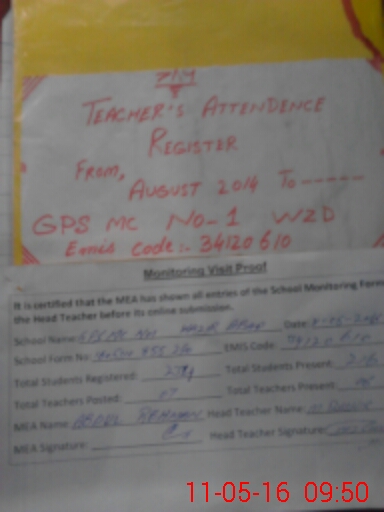 TEACHER'S ATTENDENCE
REGISTER
FROM,
AUGUST 2014 To-----
GPS MC No-1 WZD
Emis Code:- 34120610
Monitoring Visit Proof
It is certified that the MEA has shown all entries of the School Monitoring Form
the Head Teacher before its online submission.
School Name: Date:
School Form No: EMIS Code:
Total Students Registered: Total Students Present:
Total Teachers Posted: 07 Total Teachers Present:
MEA Name: ABDUL Head Teacher Name:
MEA Signature: Head Teacher Signature:
11-05-16 09:50